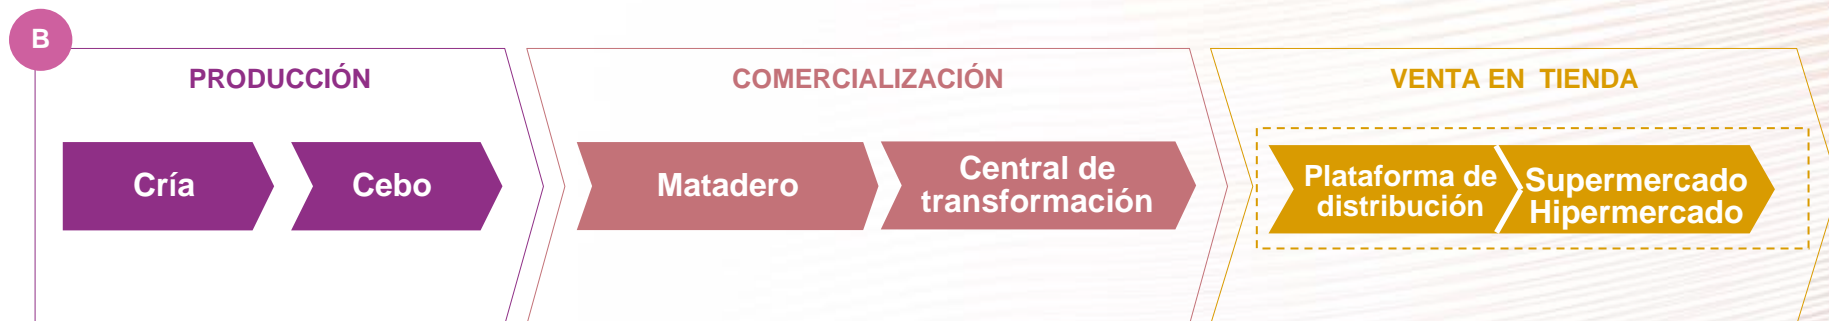 B
PRODUCCIÓN
COMERCIALIZACIÓN
VENTA EN TIENDA
Cría
Cebo
Matadero
Central de
transformación
Plataforma de
distribución
Supermercado
Hipermercado